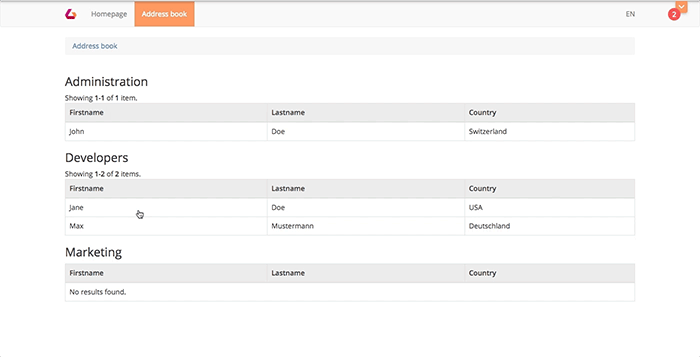 Homepage Address book EN 2
Address book
Administration
Showing 1-1 of 1 item.
Firstname Lastname Country
John Doe Switzerland
Developers
Showing 1-2 of 2 items.
Firstname Lastname Country
Jane Doe USA
Max Mustermann Deutschland
Marketing
Firstname Lastname Country
No results found.